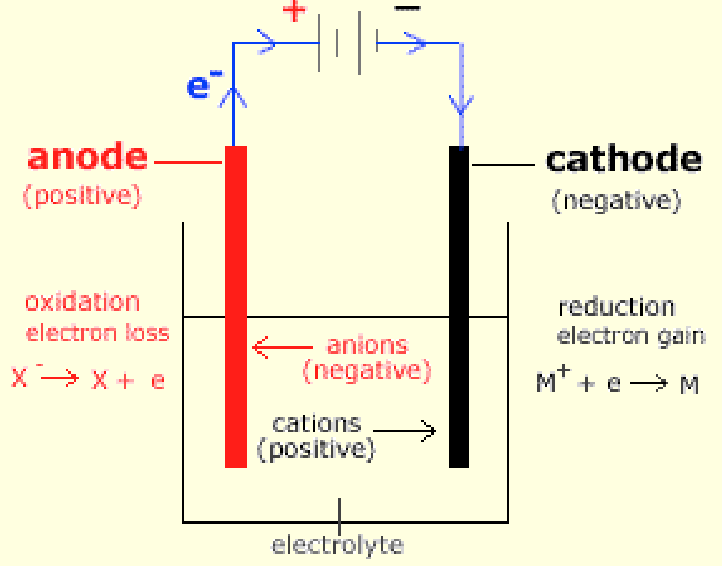 + −
e-
anode
(positive)
cathode
(negative)
oxidation
electron loss
X⁻ → X + e
anions
(negative)
cations
(positive)
reduction
electron gain
M⁺ + e → M
electrolyte